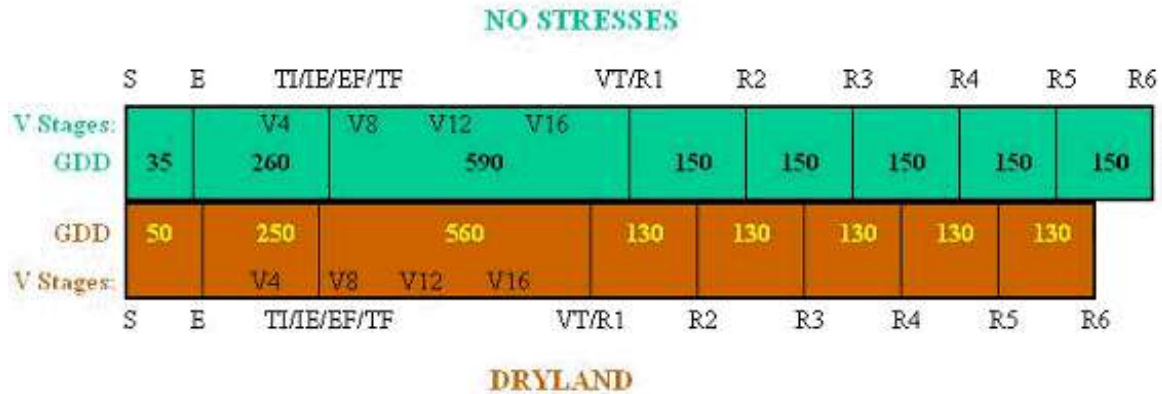 NO STRESSES
S E TI/IE/EF/TF VT/R1 R2 R3 R4 R5 R6
V Stages: V4 V8 V12 V16
GDD 35 260 590 150 150 150 150 150
GDD 50 250 560 130 130 130 130 130
V Stages: V4 V8 V12 V16
S E TI/IE/EF/TF VT/R1 R2 R3 R4 R5 R6
DRYLAND